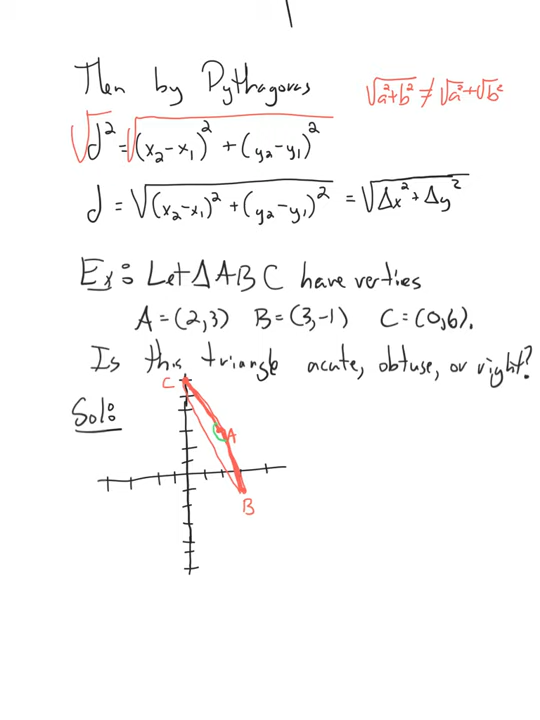 Then by Pythagoras
√a²+b² ≠ √a²+√b²
√d² = √(x₂-x₁)² + (y₂-y₁)²
d = √(x₂-x₁)² + (y₂-y₁)² = √Δx² + Δy²
Ex: Let ΔABC have verties
A = (2,3) B = (3,-1) C = (0,6).
Is this triangle acute, obtuse, or right?
Sol:
C
A
B